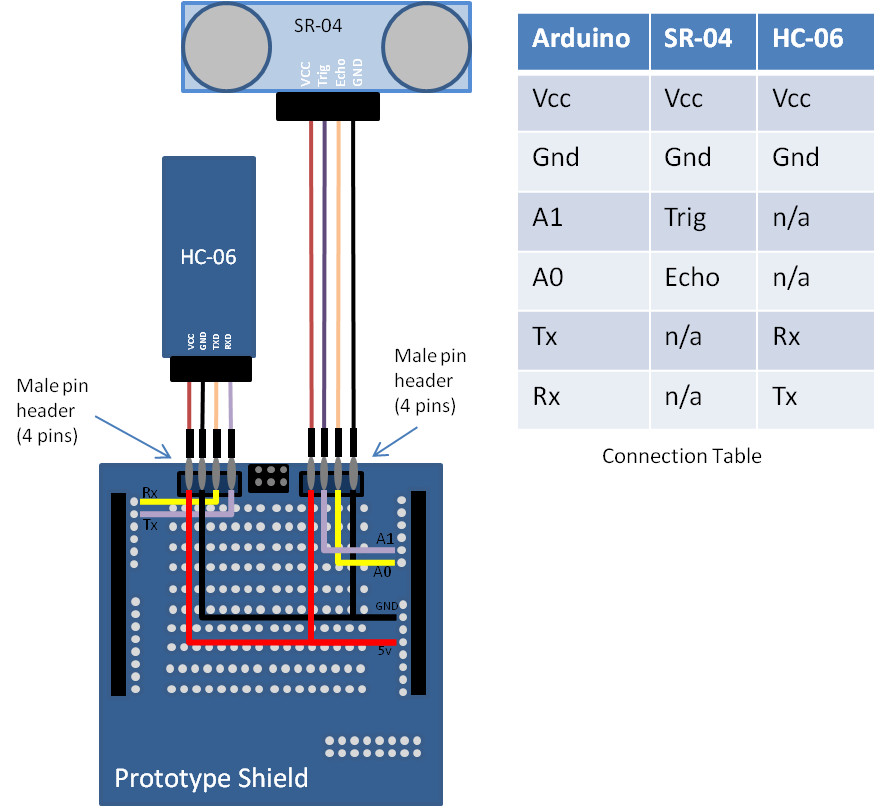 SR-04
VCC
Trig
Echo
GND
HC-06
VCC
GND
TXD
RXD
Male pin
header
(4 pins)
Male pin
header
(4 pins)
Rx
Tx
A1
A0
GND
5v
Prototype Shield
Arduino SR-04 HC-06
Vcc Vcc Vcc
Gnd Gnd Gnd
A1 Trig n/a
A0 Echo n/a
Tx n/a Rx
Rx n/a Tx
Connection Table